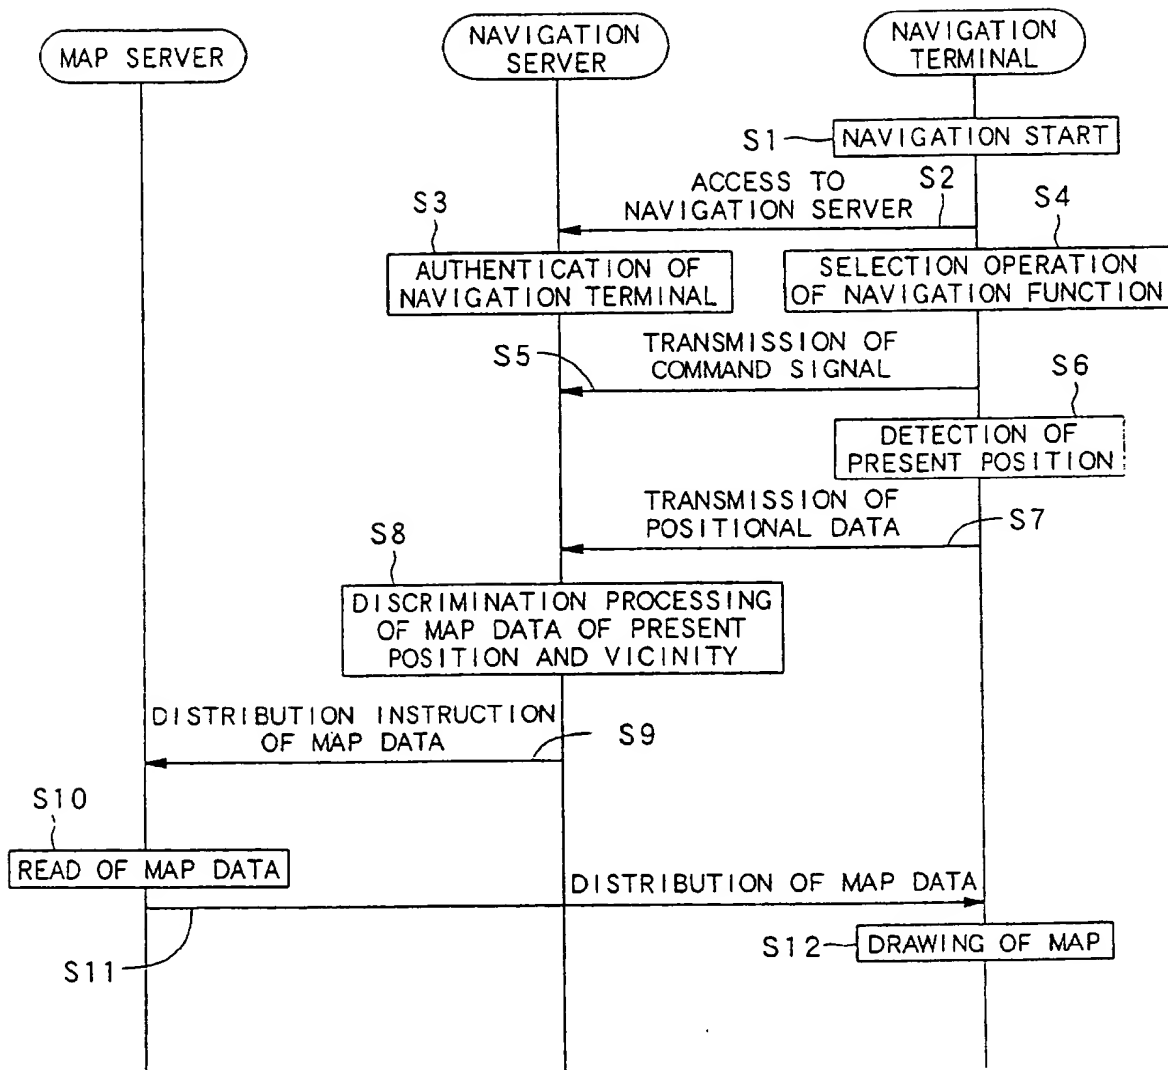 MAP SERVER
NAVIGATION
SERVER
NAVIGATION
TERMINAL
S1
NAVIGATION START
ACCESS TO
NAVIGATION SERVER
S2
S3
S4
AUTHENTICATION OF
NAVIGATION TERMINAL
SELECTION OPERATION
OF NAVIGATION FUNCTION
S5
TRANSMISSION OF
COMMAND SIGNAL
S6
DETECTION OF
PRESENT POSITION
TRANSMISSION OF
POSITIONAL DATA
S7
S8
DISCRIMINATION PROCESSING
OF MAP DATA OF PRESENT
POSITION AND VICINITY
DISTRIBUTION INSTRUCTION
OF MAP DATA
S9
S10
READ OF MAP DATA
DISTRIBUTION OF MAP DATA
S11
S12
DRAWING OF MAP